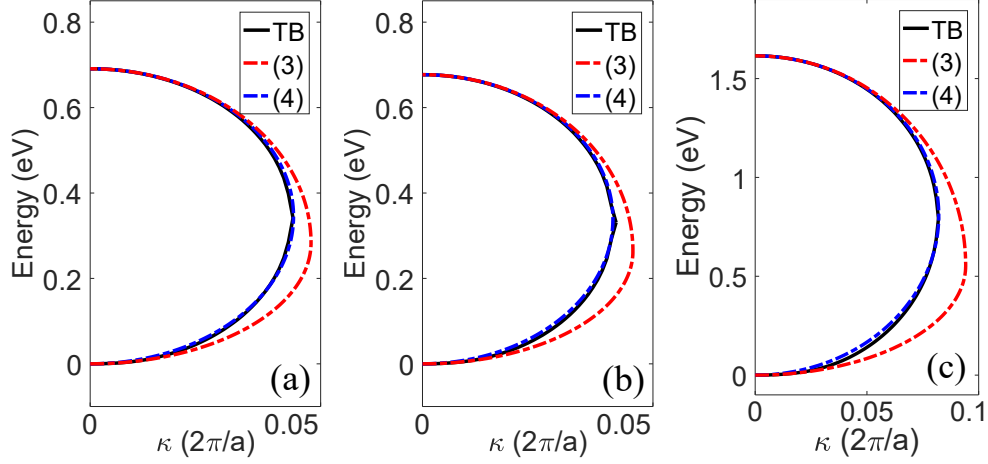 0.8
0.6
0.4
0.2
0
Energy (eV)
TB
(3)
(4)
(a)
0
0.05
κ (2π/a)
0.8
0.6
0.4
0.2
0
Energy (eV)
TB
(3)
(4)
(b)
0
0.05
κ (2π/a)
1.5
1
0.5
0
Energy (eV)
TB
(3)
(4)
(c)
0
0.05
0.1
κ (2π/a)